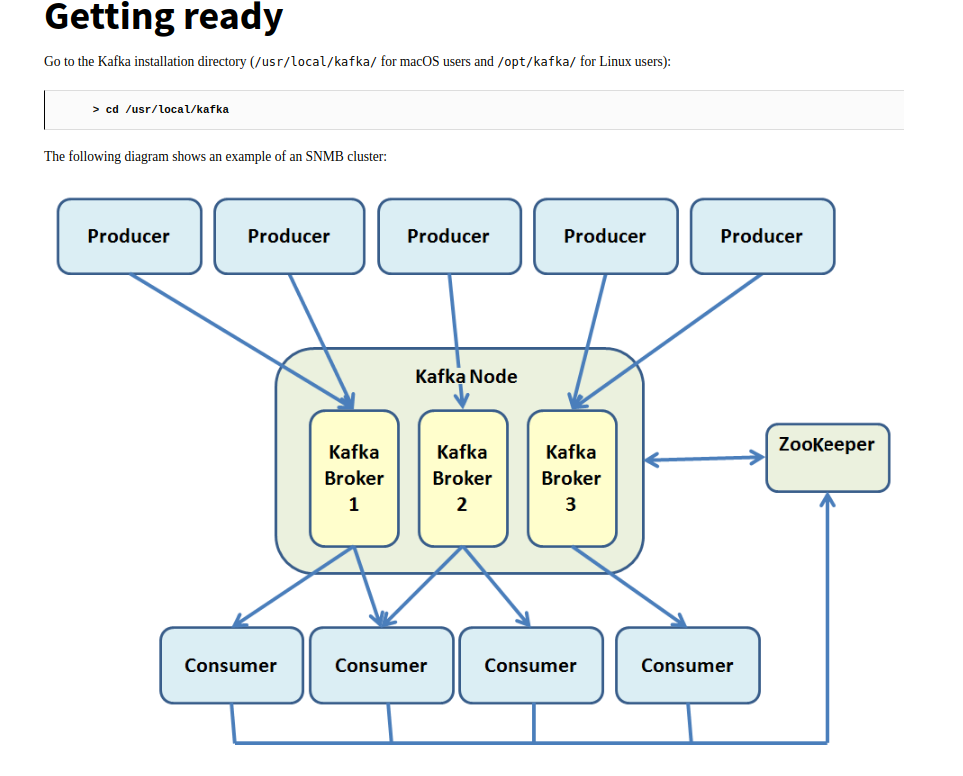 Getting ready
Go to the Kafka installation directory (/usr/local/kafka/ for macOS users and /opt/kafka/ for Linux users):
> cd /usr/local/kafka
The following diagram shows an example of an SNMB cluster:
Producer
Producer
Producer
Producer
Producer
Kafka Node
Kafka
Broker
1
Kafka
Broker
2
Kafka
Broker
3
ZooKeeper
Consumer
Consumer
Consumer
Consumer